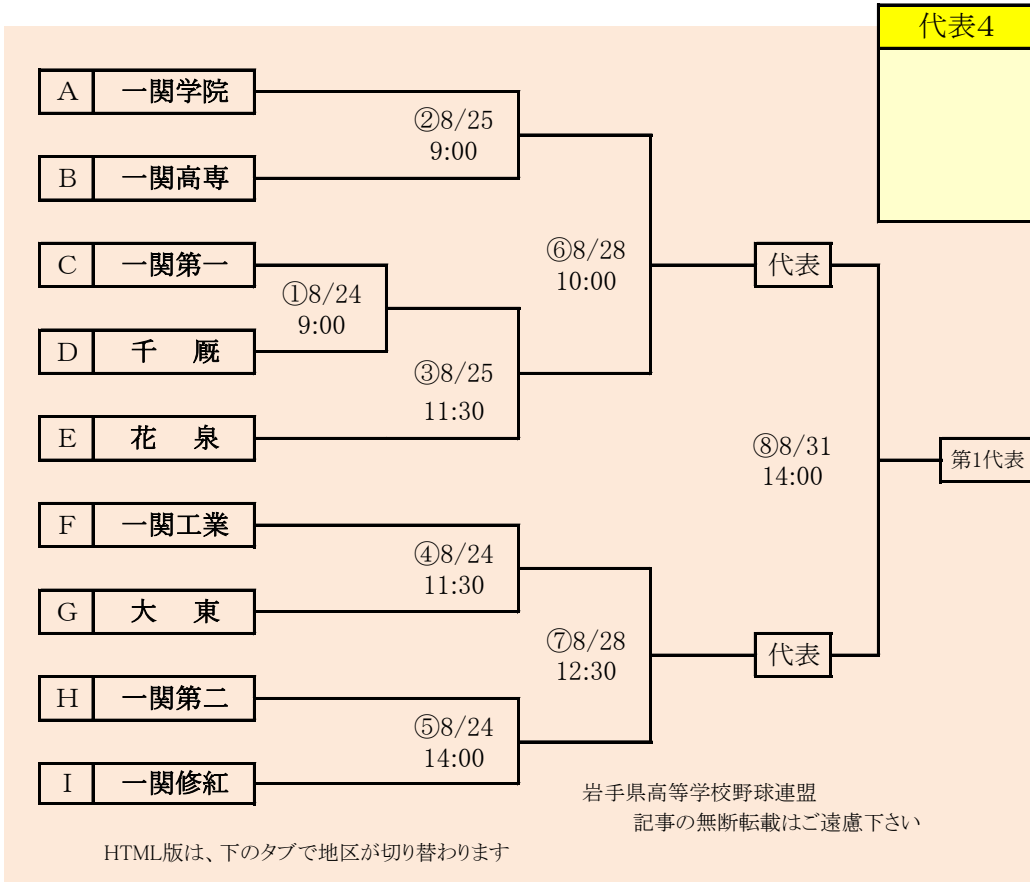 代表4
A 一関学院
②8/25
9:00
B 一関高専
C 一関第一
①8/24
9:00
D 千　厩
③8/25
11:30
E 花　泉
⑥8/28
10:00
代表
F 一関工業
④8/24
11:30
G 大　東
H 一関第二
⑤8/24
14:00
I 一関修紅
⑦8/28
12:30
代表
⑧8/31
14:00
第1代表
岩手県高等学校野球連盟
記事の無断転載はご遠慮下さい
HTML版は、下のタブで地区が切り替わります